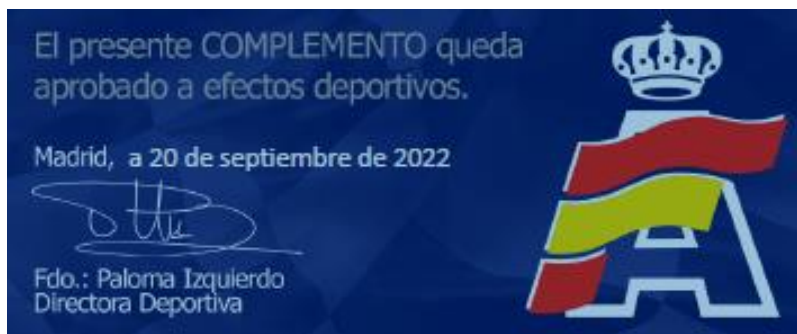 El presente COMPLEMENTO queda
aprobado a efectos deportivos.
Madrid, a 20 de septiembre de 2022
Fdo.: Paloma Izquierdo
Directora Deportiva